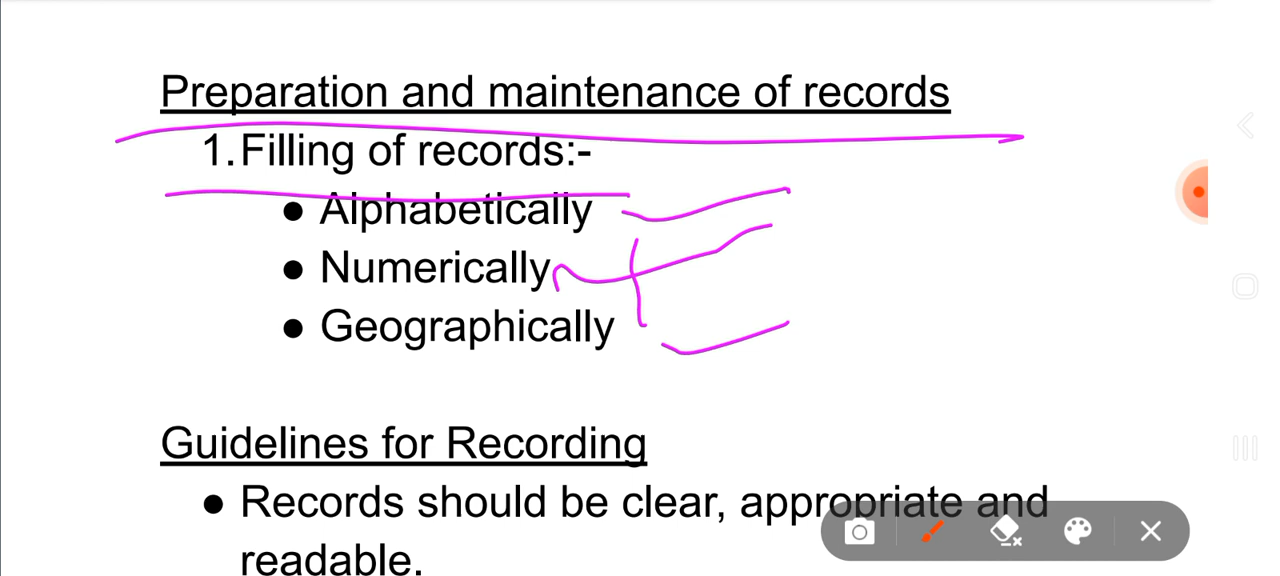 Preparation and maintenance of records
1. Filling of records:-
● Alphabetically
● Numerically
● Geographically
Guidelines for Recording
● Records should be clear, appropriate and
readable.